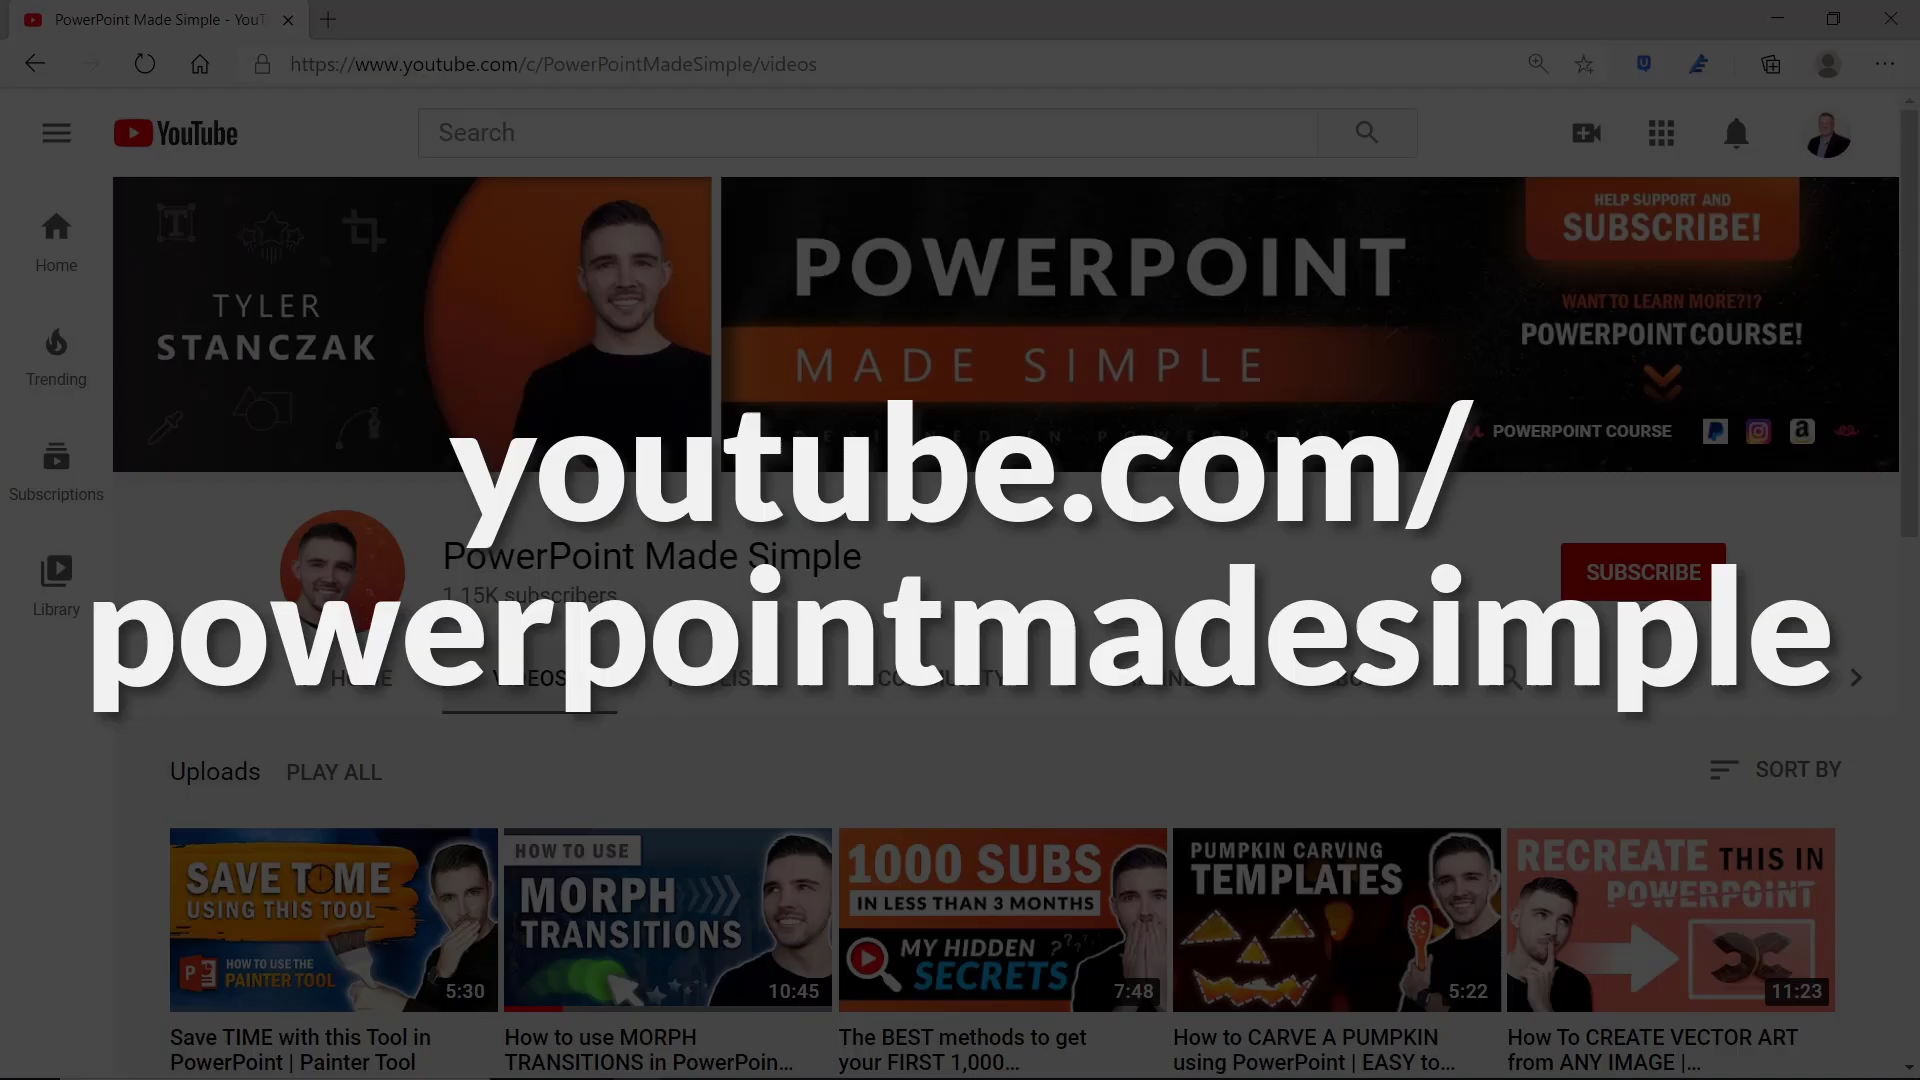 PowerPoint Made Simple - YouT
https://www.youtube.com/c/PowerPointMadeSimple/videos
YouTube
Search
Home
Trending
Subscriptions
Library
TYLER
STANCZAK
POWERPOINT
MADE SIMPLE
HELP SUPPORT AND
SUBSCRIBE!
WANT TO LEARN MORE?!?
POWERPOINT COURSE!
POWERPOINT COURSE
youtube.com/
powerpointmadesimple
PowerPoint Made Simple
1.15K subscribers
SUBSCRIBE
HOME
VIDEOS
Uploads
PLAY ALL
SORT BY
SAVE TIME
USING THIS TOOL
HOW TO USE THE
PAINTER TOOL
5:30
HOW TO USE
MORPH
TRANSITIONS
10:45
1000 SUBS
IN LESS THAN 3 MONTHS
MY HIDDEN ???
SECRETS
7:48
PUMPKIN CARVING
TEMPLATES
5:22
RECREATE THIS IN
POWERPOINT
11:23
Save TIME with this Tool in
PowerPoint | Painter Tool
How to use MORPH
TRANSITIONS in PowerPoin...
The BEST methods to get
your FIRST 1,000...
How to CARVE A PUMPKIN
using PowerPoint | EASY to...
How To CREATE VECTOR ART
from ANY IMAGE |...